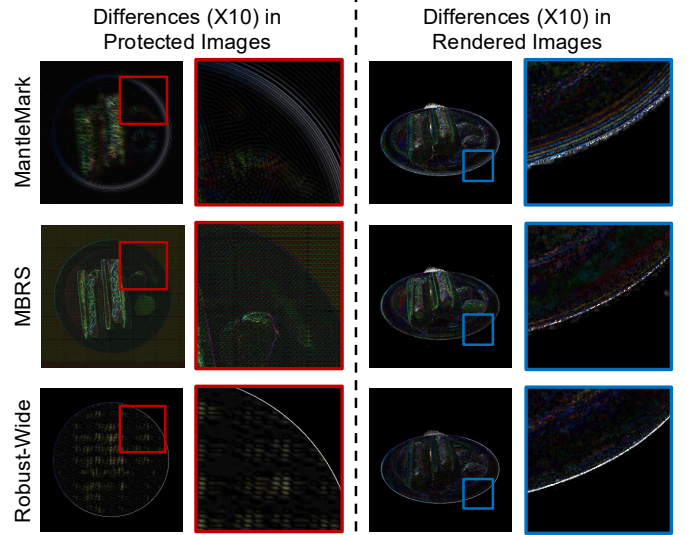 Differences (X10) in
Protected Images
Differences (X10) in
Rendered Images
MantleMark
MBRS
Robust-Wide